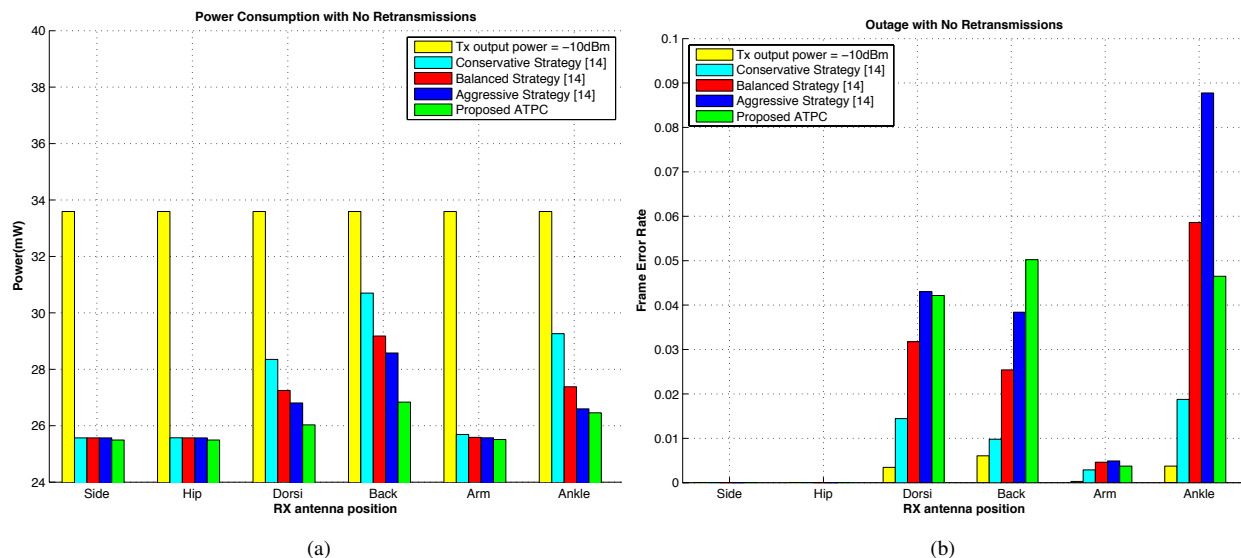 Power Consumption with No Retransmissions
40
38
36
34
32
30
28
26
24
Power(mW)
Tx output power = −10dBm
Conservative Strategy [14]
Balanced Strategy [14]
Aggressive Strategy [14]
Proposed ATPC
Side Hip Dorsi Back Arm Ankle
RX antenna position
(a)
Outage with No Retransmissions
0.1
0.09
0.08
0.07
0.06
0.05
0.04
0.03
0.02
0.01
0
Frame Error Rate
Tx output power = −10dBm
Conservative Strategy [14]
Balanced Strategy [14]
Aggressive Strategy [14]
Proposed ATPC
Side Hip Dorsi Back Arm Ankle
RX antenna position
(b)